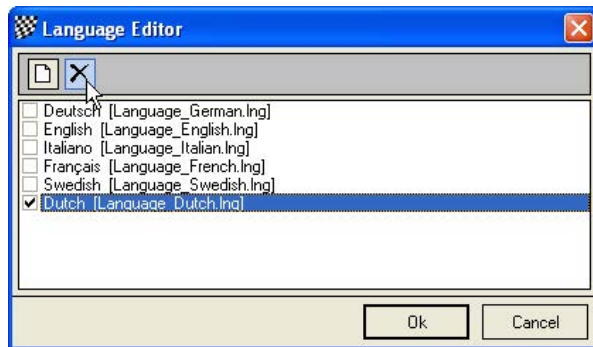 Language Editor
Deutsch [Language_German.lng]
English [Language_English.lng]
Italiano [Language_Italian.lng]
Français [Language_French.lng]
Swedish [Language_Swedish.lng]
Dutch [Language_Dutch.lng]
Ok Cancel